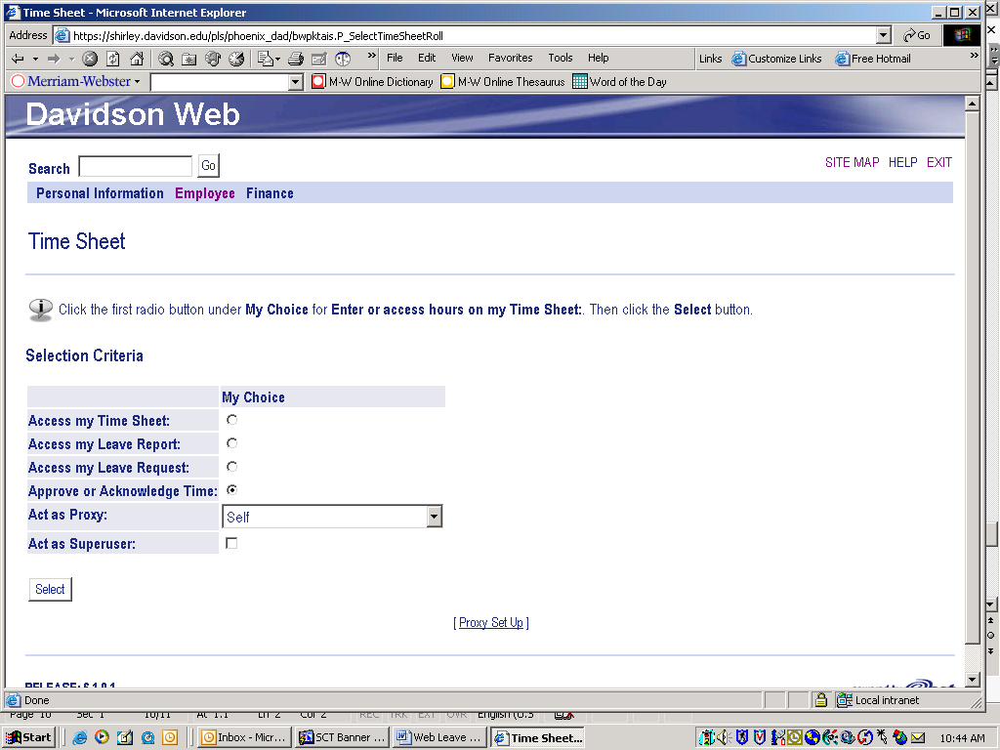 Time Sheet - Microsoft Internet Explorer
Address https://shirley.davidson.edu/pls/phoenix_dad/bwpktais.P_SelectTimeSheetRoll Go
File Edit View Favorites Tools Help Links Customize Links Free Hotmail
Merriam-Webster M-W Online Dictionary M-W Online Thesaurus Word of the Day
Davidson Web
Search Go
SITE MAP HELP EXIT
Personal Information Employee Finance
Time Sheet
Click the first radio button under My Choice for Enter or access hours on my Time Sheet:. Then click the Select button.
Selection Criteria
My Choice
Access my Time Sheet:
Access my Leave Report:
Access my Leave Request:
Approve or Acknowledge Time:
Act as Proxy: Self
Act as Superuser:
Select
[ Proxy Set Up ]
RELEASE: 6.1.0.1
Done Local intranet
Page 10 Sec 1 10/11 At 1.1" Ln 2 Col 2 REC TRK EXT OVR English (U.S
Start Inbox - Micr... SCT Banner ... Web Leave ... Time Sheet... 10:44 AM